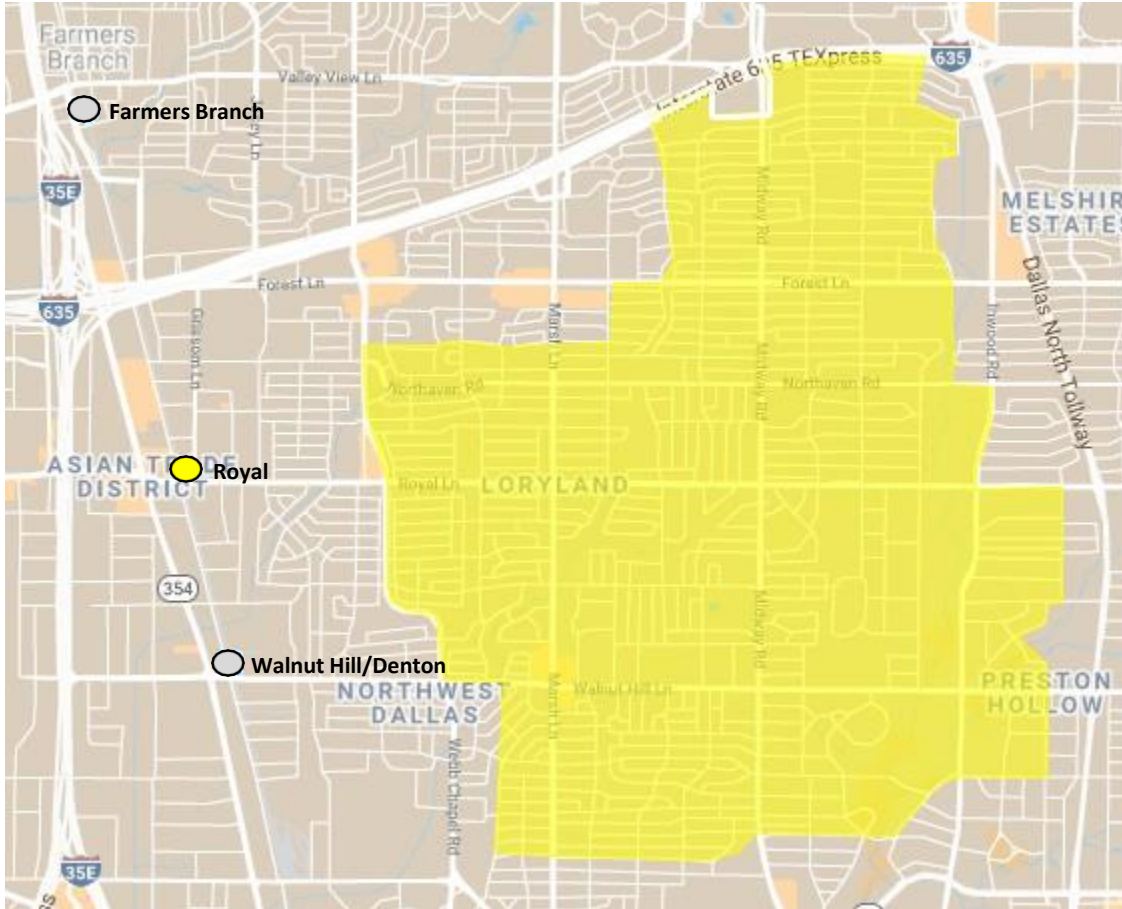 Farmers
Branch
Valley View Ln
Interstate 635 TEXpress
635
Farmers Branch
35E
Midway Rd
MELSHIR
ESTATES
Forest Ln
Forest Ln
Dallas North Tollway
635
Marsh Ln
Inwood Rd
Northaven Rd
Midway Rd
Northaven Rd
ASIAN TRADE
DISTRICT
Royal
Royal Ln
LORYLAND
354
Midway Rd
Walnut Hill/Denton
NORTHWEST
DALLAS
Marsh Ln
Walnut Hill Ln
PRESTON
HOLLOW
Webb Chapel Rd
35E